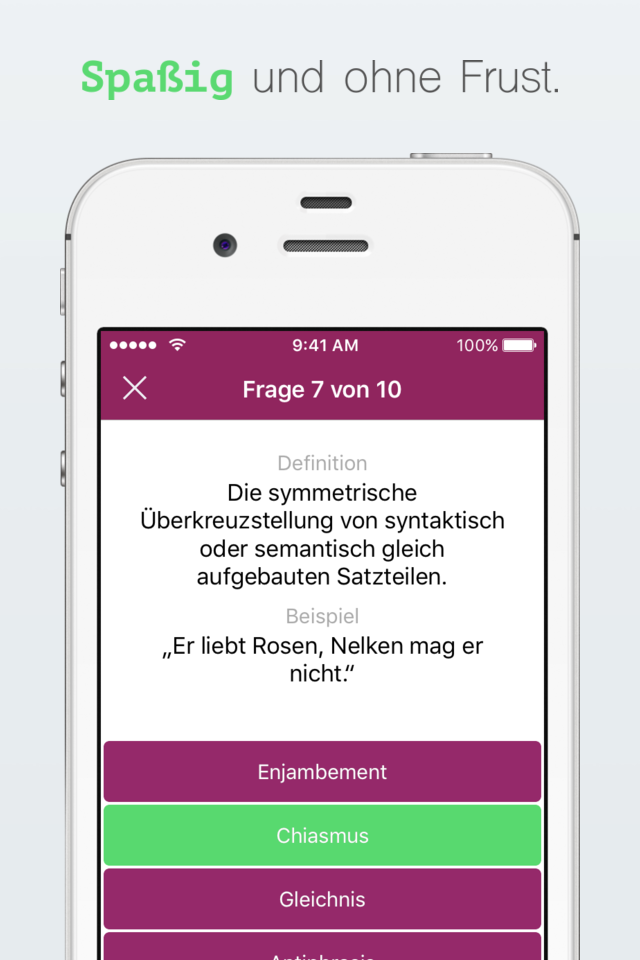 Spaßig und ohne Frust.
9:41 AM
100%
Frage 7 von 10
Definition
Die symmetrische
Überkreuzstellung von syntaktisch
oder semantisch gleich
aufgebauten Satzteilen.
Beispiel
„Er liebt Rosen, Nelken mag er
nicht.“
Enjambement
Chiasmus
Gleichnis